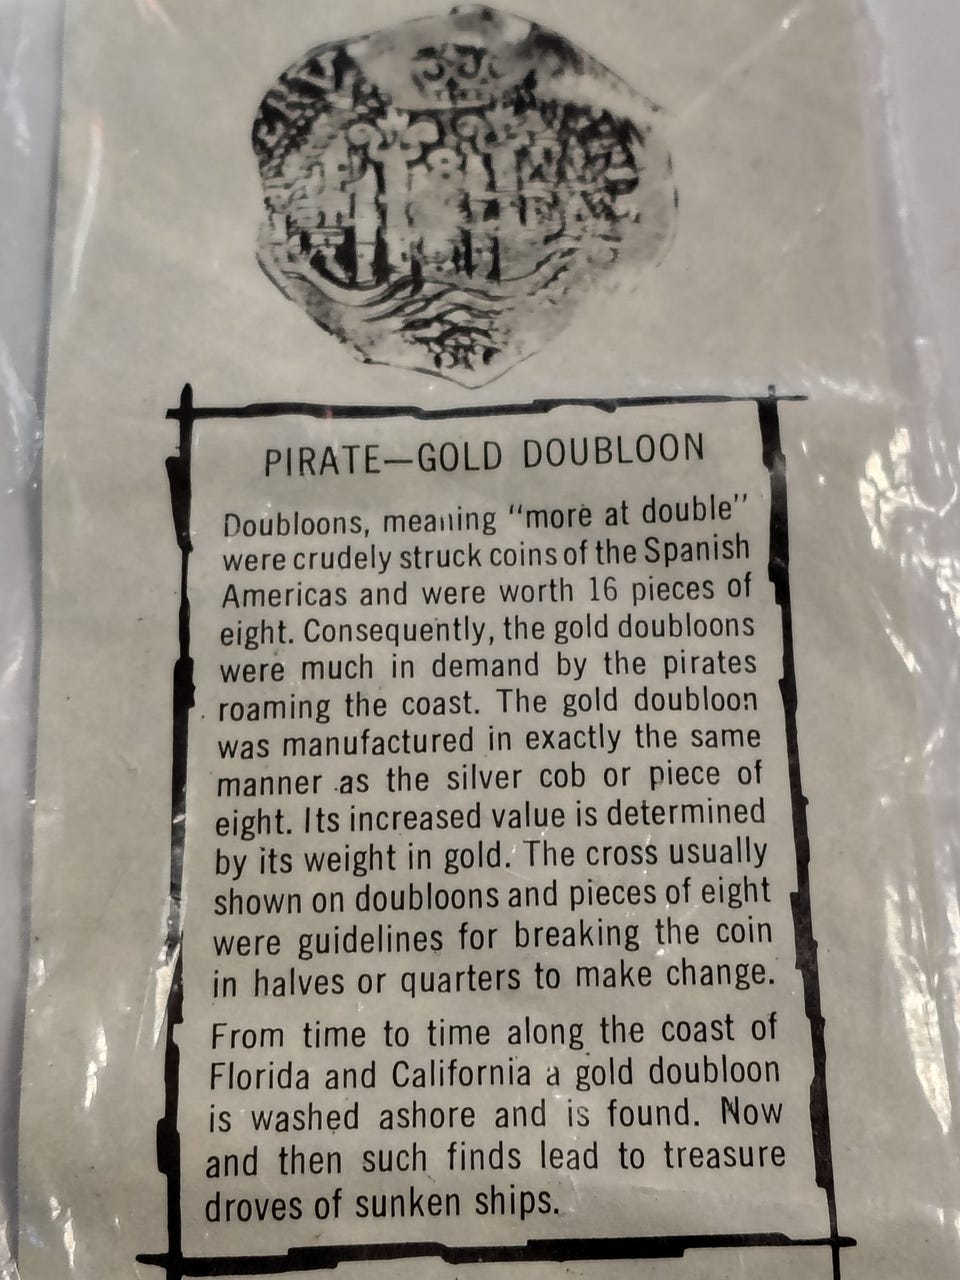 PIRATE—GOLD DOUBLOON
Doubloons, meaning “more at double”
were crudely struck coins of the Spanish
Americas and were worth 16 pieces of
eight. Consequently, the gold doubloons
were much in demand by the pirates
roaming the coast. The gold doubloon
was manufactured in exactly the same
manner as the silver cob or piece of
eight. Its increased value is determined
by its weight in gold. The cross usually
shown on doubloons and pieces of eight
were guidelines for breaking the coin
in halves or quarters to make change.
From time to time along the coast of
Florida and California a gold doubloon
is washed ashore and is found. Now
and then such finds lead to treasure
droves of sunken ships.